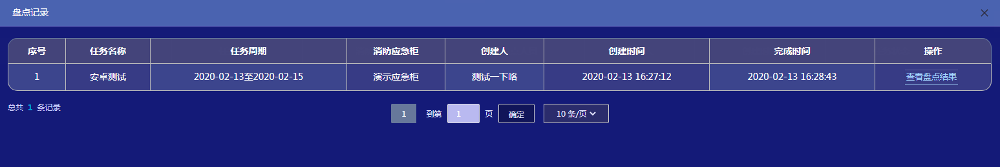 盘点记录
序号 任务名称 任务周期 消防应急柜 创建人 创建时间 完成时间 操作
1 安卓测试 2020-02-13至2020-02-15 演示应急柜 测试一下咯 2020-02-13 16:27:12 2020-02-13 16:28:43 查看盘点结果
总共 1 条记录 1 到第 1 页 确定 10 条/页